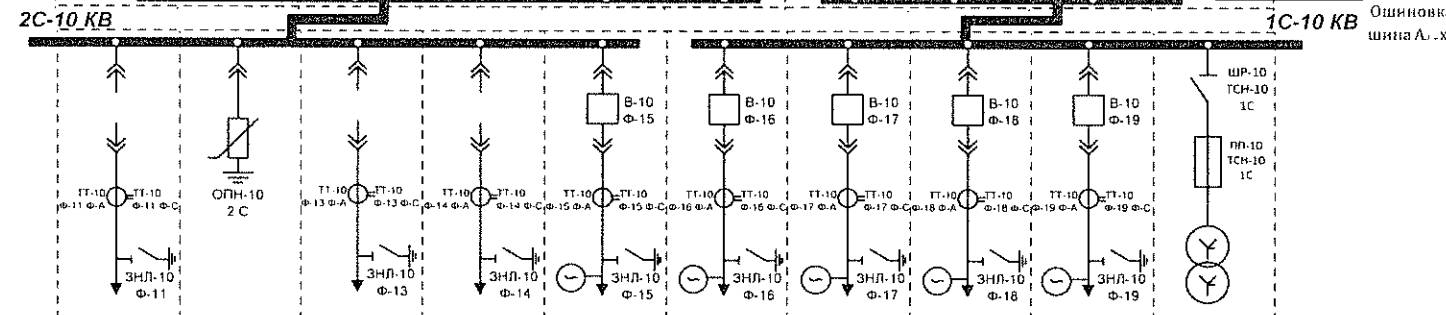 2С-10 КВ
1С-10 КВ
Ошиновка
шина
ШР-10
ТСН-10
1С
В-10
Ф-15
В-10
Ф-16
В-10
Ф-17
В-10
Ф-18
В-10
Ф-19
ПП-10
ТСН-10
1С
ОПН-10
2 С
ТТ-10 ТТ-10
Ф-11 Ф-А Ф-11 Ф-С
ТТ-10 ТТ-10
Ф-13 Ф-А Ф-13 Ф-С
ТТ-10 ТТ-10
Ф-14 Ф-А Ф-14 Ф-С
ТТ-10 ТТ-10
Ф-15 Ф-А Ф-15 Ф-С
ТТ-10 ТТ-10
Ф-16 Ф-А Ф-16 Ф-С
ТТ-10 ТТ-10
Ф-17 Ф-А Ф-17 Ф-С
ТТ-10 ТТ-10
Ф-18 Ф-А Ф-18 Ф-С
ТТ-10 ТТ-10
Ф-19 Ф-А Ф-19 Ф-С
ЗНЛ-10
Ф-11
ЗНЛ-10
Ф-13
ЗНЛ-10
Ф-14
ЗНЛ-10
Ф-15
ЗНЛ-10
Ф-16
ЗНЛ-10
Ф-17
ЗНЛ-10
Ф-18
ЗНЛ-10
Ф-19